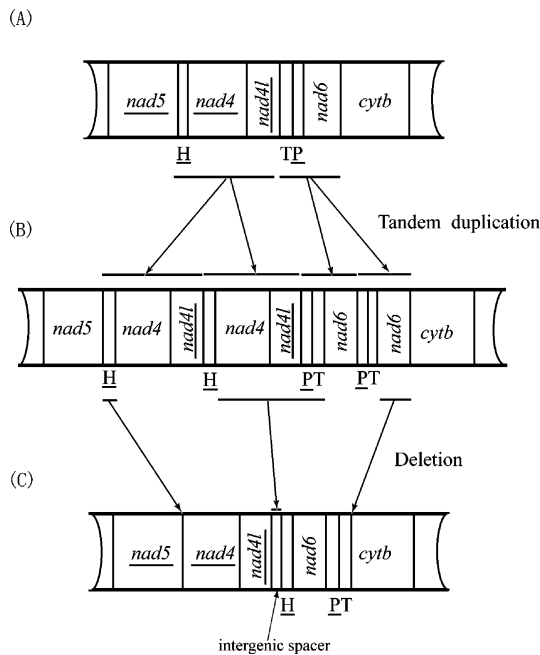 (A)
nad5 nad4 nad4l nad6 cytb
H TP
Tandem duplication
(B)
nad5 nad4 nad4l nad4 nad4l nad6 nad6 cytb
H H PT PT
Deletion
(C)
nad5 nad4 nad4l nad6 cytb
H PT
intergenic spacer